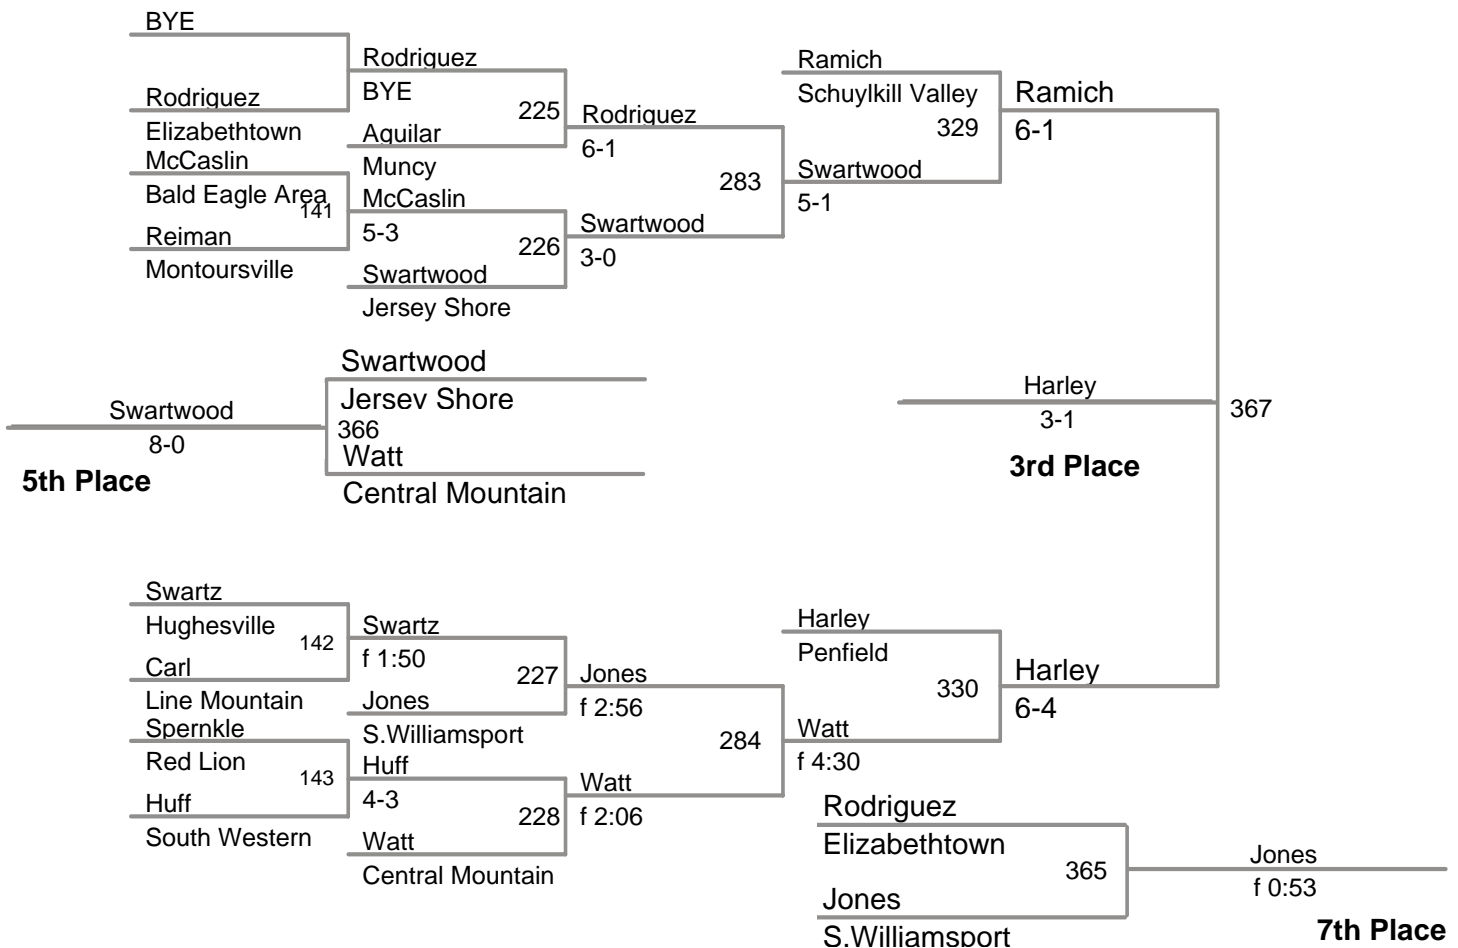 BYE
Rodriguez
Elizabethtown
McCaslin
Bald Eagle Area
141
Reiman
Montoursville
Rodriguez
BYE
225
Aguilar
Muncy
McCaslin
5-3
226
Swartwood
Jersey Shore
Rodriguez
6-1
283
Swartwood
3-0
Ramich
Schuylkill Valley
329
Swartwood
5-1
Ramich
6-1
Swartwood
Jersey Shore
366
Watt
Central Mountain
Swartwood
8-0
5th Place
Harley
3-1
3rd Place
367
Swartz
Hughesville
142
Carl
Line Mountain
Spernkle
Red Lion
143
Huff
South Western
Swartz
f 1:50
227
Jones
S.Williamsport
Huff
4-3
228
Watt
Central Mountain
Jones
f 2:56
284
Watt
f 2:06
Harley
Penfield
330
Watt
f 4:30
Harley
6-4
Rodriguez
Elizabethtown
365
Jones
S.Williamsport
Jones
f 0:53
7th Place